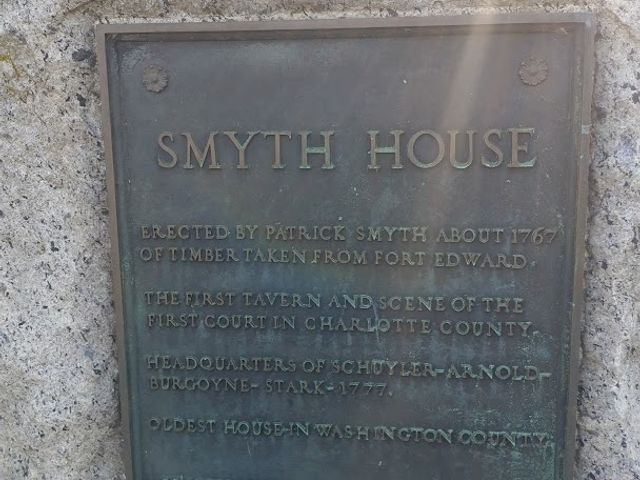 SMYTH HOUSE
ERECTED BY PATRICK SMYTH ABOUT 1767
OF TIMBER TAKEN FROM FORT EDWARD.
THE FIRST TAVERN AND SCENE OF THE
FIRST COURT IN CHARLOTTE COUNTY.
HEADQUARTERS OF SCHUYLER-ARNOLD-
BURGOYNE-STARK-1777.
OLDEST HOUSE IN WASHINGTON COUNTY.